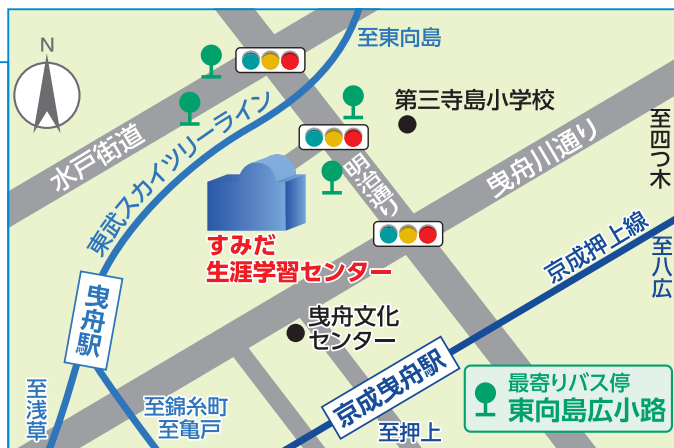 N
至東向島
第三寺島小学校
水戸街道
東武スカイツリーライン
明治通り
曳舟川通り
至四つ木
すみだ
生涯学習センター
京成押上線
至八広
曳舟駅
曳舟文化
センター
京成曳舟駅
至浅草
至錦糸町
至亀戸
至押上
最寄りバス停
東向島広小路